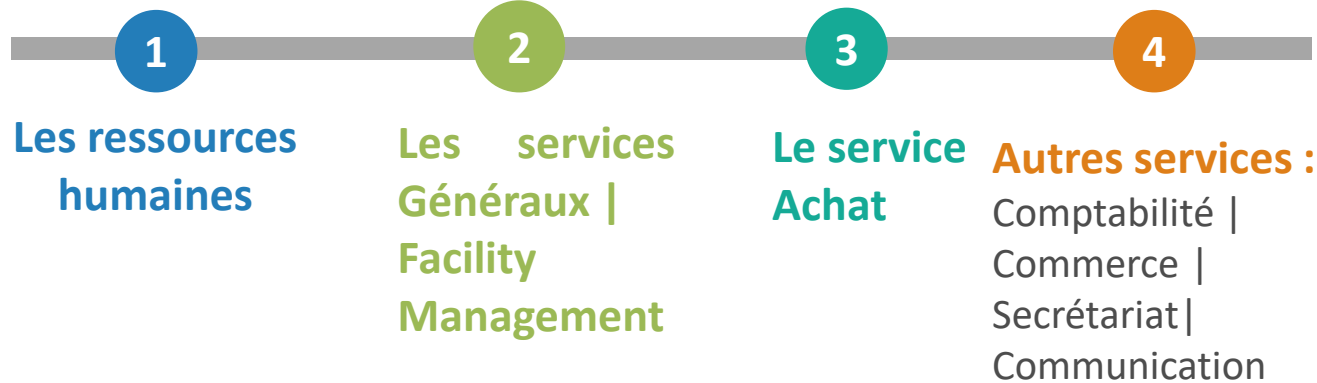 1
Les ressources
humaines
2
Les services
Généraux |
Facility
Management
3
Le service
Achat
4
Autres services :
Comptabilité |
Commerce |
Secrétariat|
Communication